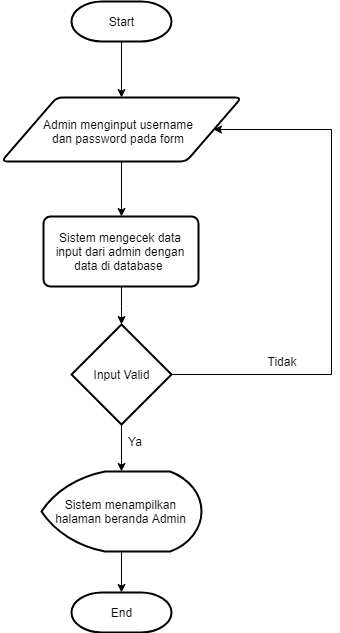 Start
Admin menginput username
dan password pada form
Sistem mengecek data
input dari admin dengan
data di database
Input Valid
Tidak
Ya
Sistem menampilkan
halaman beranda Admin
End